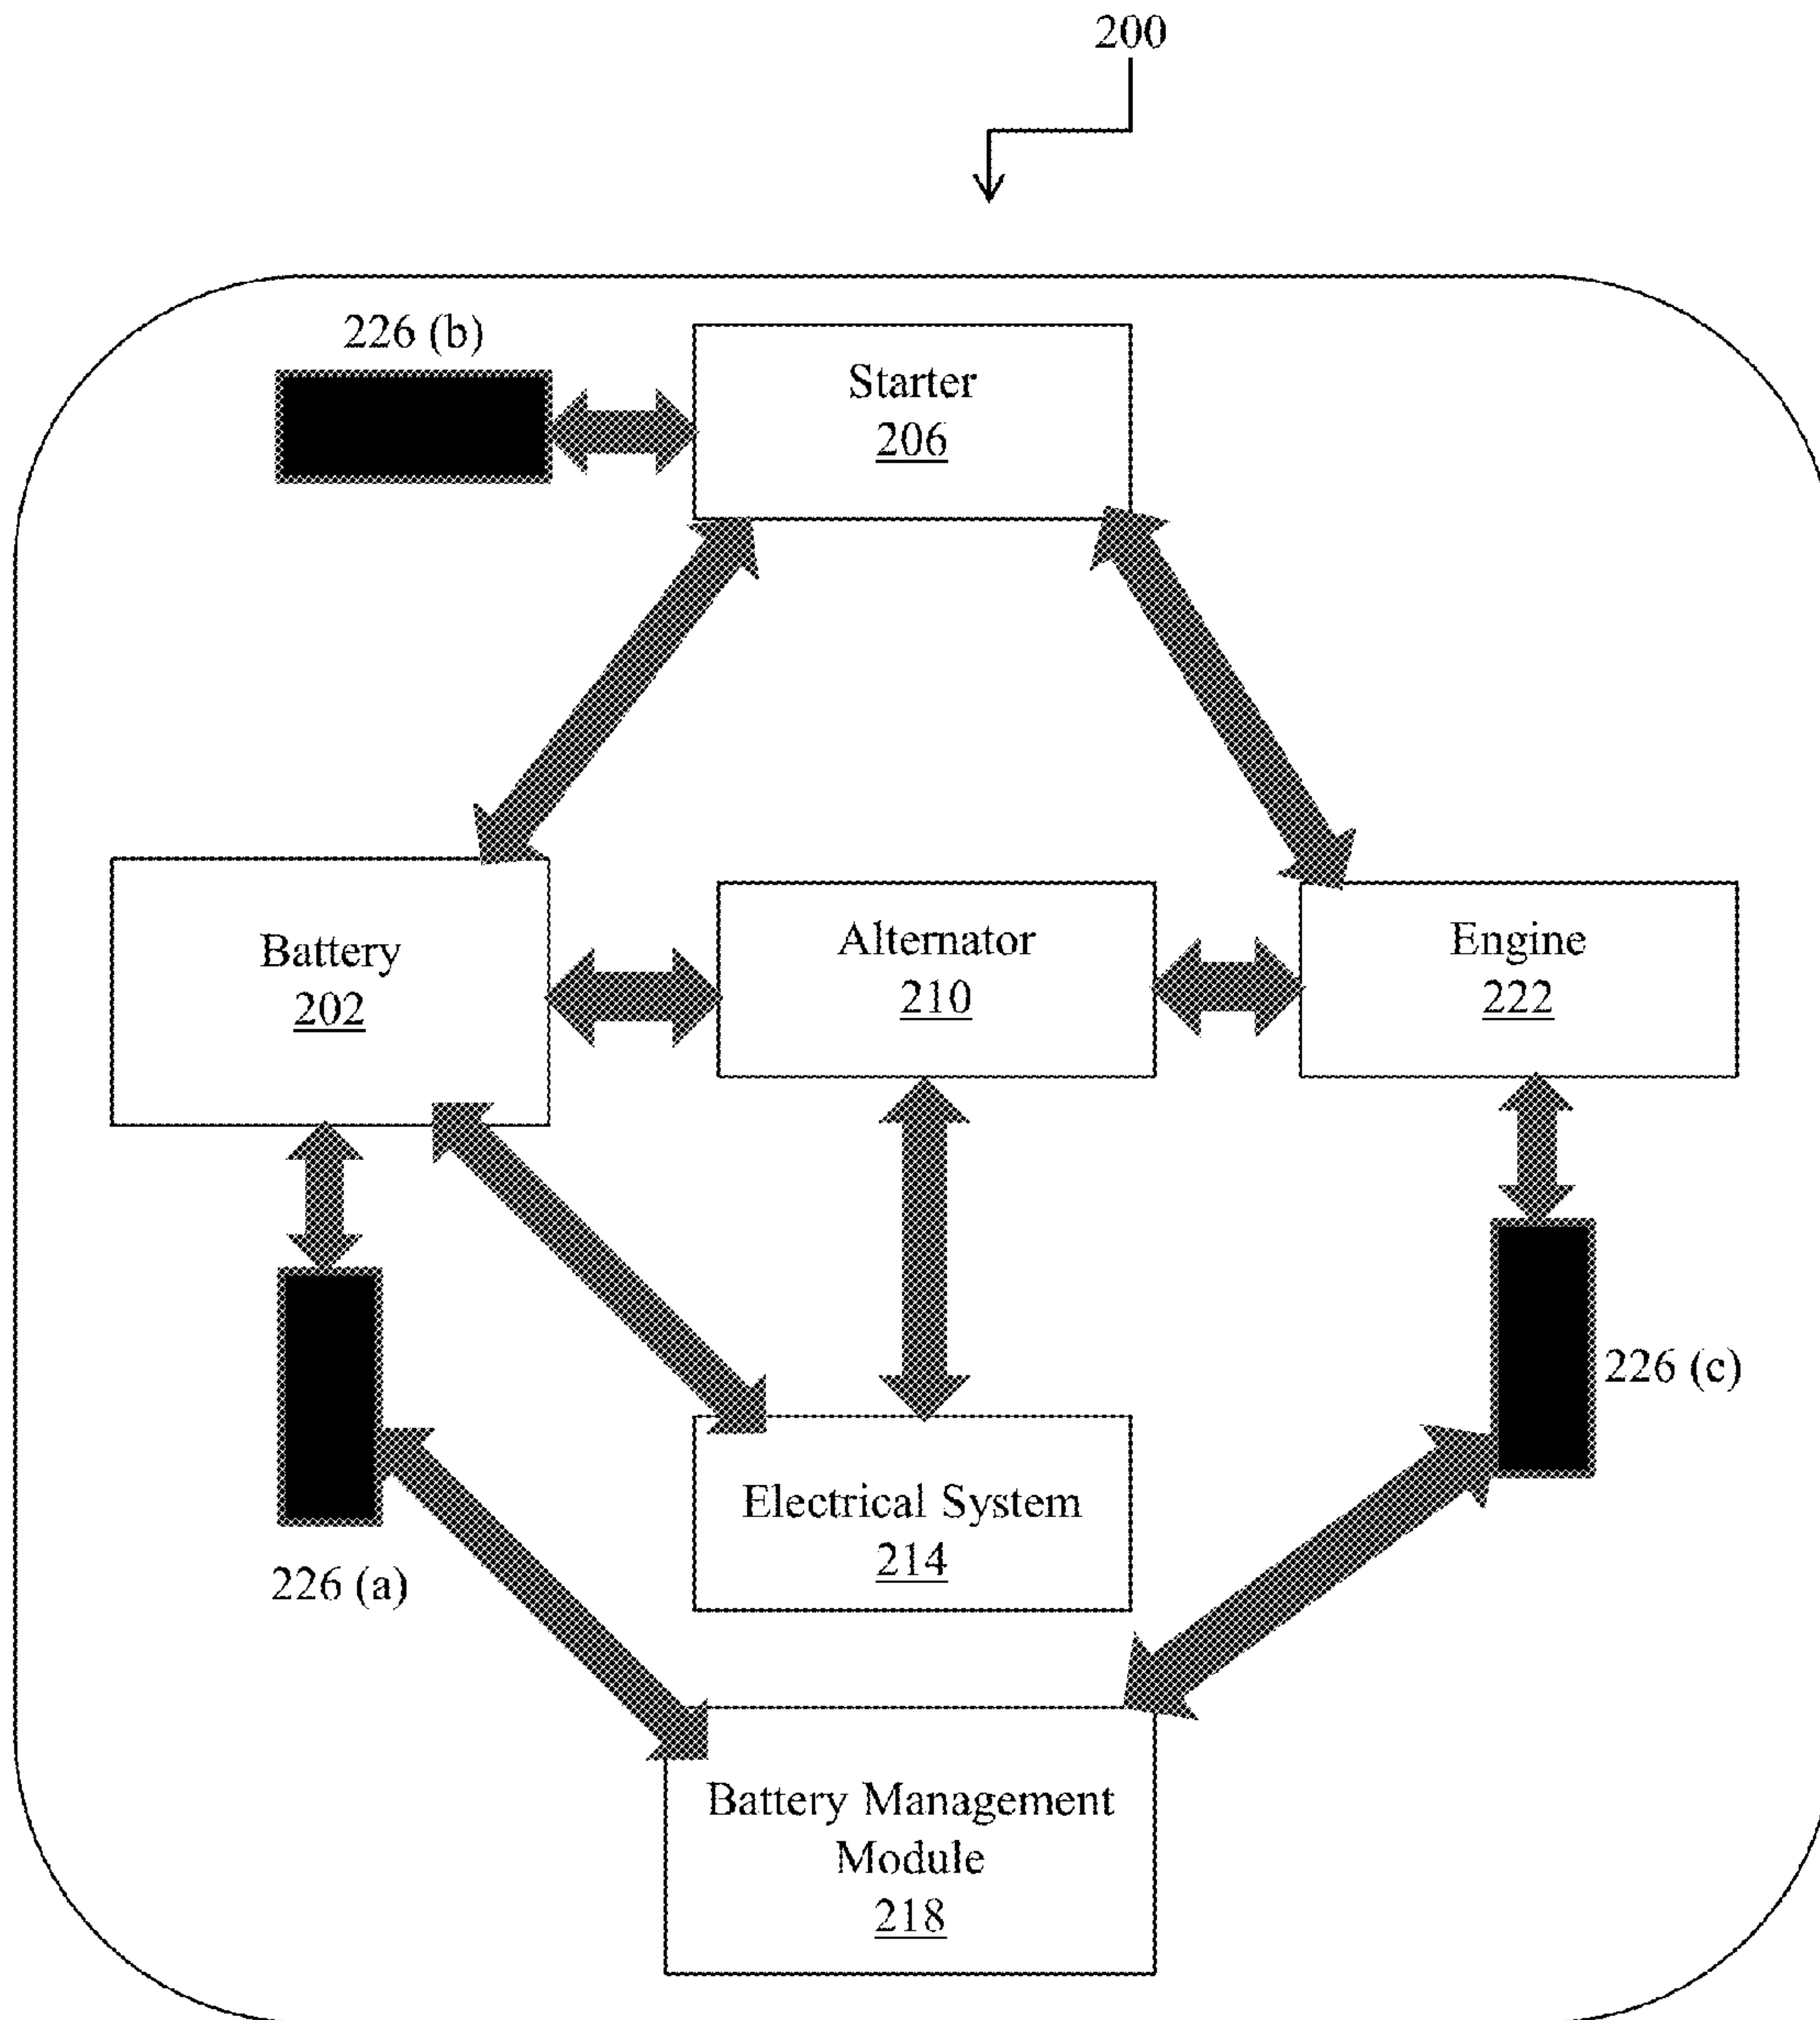 200
226 (b)
Starter
206
Battery
202
Alternator
210
Engine
222
226 (c)
Electrical System
214
226 (a)
Battery Management
Module
218